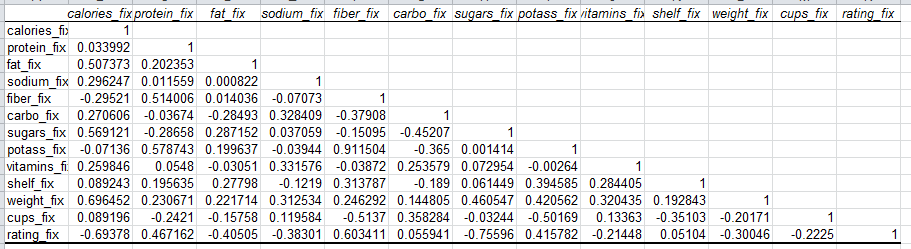 calories_fix protein_fix fat_fix sodium_fix fiber_fix carbo_fix sugars_fix potass_fix vitamins_fix shelf_fix weight_fix cups_fix rating_fix
calories_fi 1
protein_fix 0.033992 1
fat_fix 0.507373 0.202353 1
sodium_fix 0.296247 0.011559 0.000822 1
fiber_fix -0.29521 0.514006 0.014036 -0.07073 1
carbo_fix 0.270606 -0.03674 -0.28493 0.328409 -0.37908 1
sugars_fix 0.569121 -0.28658 0.287152 0.037059 -0.15095 -0.45207 1
potass_fix -0.07136 0.578743 0.199637 -0.03944 0.911504 -0.365 0.001414 1
vitamins_fi 0.259846 0.0548 -0.03051 0.331576 -0.03872 0.253579 0.072954 -0.00264 1
shelf_fix 0.089243 0.195635 0.27798 -0.1219 0.313787 -0.189 0.061449 0.394585 0.284405 1
weight_fix 0.696452 0.230671 0.221714 0.312534 0.246292 0.144805 0.460547 0.420562 0.320435 0.192843 1
cups_fix 0.089196 -0.2421 -0.15758 0.119584 -0.5137 0.358284 -0.03244 -0.50169 0.13363 -0.35103 -0.20171 1
rating_fix -0.69378 0.467162 -0.40505 -0.38301 0.603411 0.055941 -0.75596 0.415782 -0.21448 0.05104 -0.30046 -0.2225 1